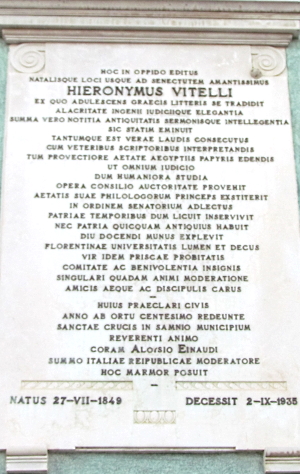 HOC IN OPPIDO EDITUS
NATALISQUE LOCI USQUE AD SENECTUTEM AMANTISSIMUS
HIERONYMUS VITELLI
EX QUO ADULESCENS GRAECIS LITTERIS SE TRADIDIT
ALACRITATE INGENII IUDICIIQUE ELEGANTIA
SUMMA VERO NOTITIA ANTIQUITATIS SERMONISQUE INTELLEGENTIA
SIC STATIM EMINUIT
TANTUMQUE EST VERAE LAUDIS CONSECUTUS
CUM VETERIBUS SCRIPTORIBUS INTERPRETANDIS
TUM PROVECTIORE AETATE AEGYPTIIS PAPYRIS EDENDIS
UT OMNIUM IUDICIO
DUM HUMANIORA STUDIA
OPERA CONSILIO AUCTORITATE PROVEHIT
AETATIS SUAE PHILOLOGORUM PRINCEPS EXSTITERIT
IN ORDINEM SENATORIUM ADLECTUS
PATRIAE TEMPORIBUS DUM LICUIT INSERVIVIT
NEC PATRIA QUICQUAM ANTIQUIUS HABUIT
DIU DOCENDI MUNUS EXPLEVIT
FLORENTINAE UNIVERSITATIS LUMEN ET DECUS
VIR IDEM PRISCAE PROBITATIS
COMITATE AC BENIVOLENTIA INSIGNIS
SINGULARI QUADAM ANIMI MODERATIONE
AMICIS AEQUE AC DISCIPULIS CARUS
—
HUIUS PRAECLARI CIVIS
ANNO AB ORTU CENTESIMO REDEUNTE
SANCTAE CRUCIS IN SAMNIO MUNICIPIUM
REVERENTI ANIMO
CORAM ALOISIO EINAUDI
SUMMO ITALIAE REIPUBLICAE MODERATORE
HOC MARMOR POSUIT
—
NATUS 27-VII-1849 DECESSIT 2-IX-1935